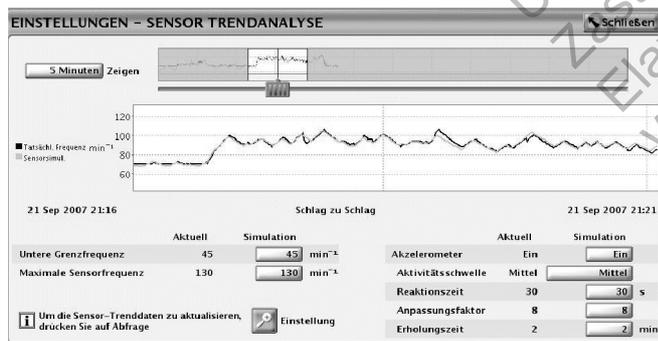 EINSTELLUNGEN – SENSOR TRENDANALYSE
Schließen
5 Minuten Zeigen
120
100
80
60
Tatsächl. Frequenz min⁻¹
Sensorsimul.
21 Sep 2007 21:16 Schlag zu Schlag 21 Sep 2007 21:21
Aktuell Simulation
Untere Grenzfrequenz 45 45 min⁻¹
Maximale Sensorfrequenz 130 130 min⁻¹
Um die Sensor-Trenddaten zu aktualisieren,
drücken Sie auf Abfrage
Einstellung
Aktuell Simulation
Akzelerometer Ein Ein
Aktivitätsschwelle Mittel Mittel
Reaktionszeit 30 30 s
Anpassungsfaktor 8 8
Erholungszeit 2 2 min